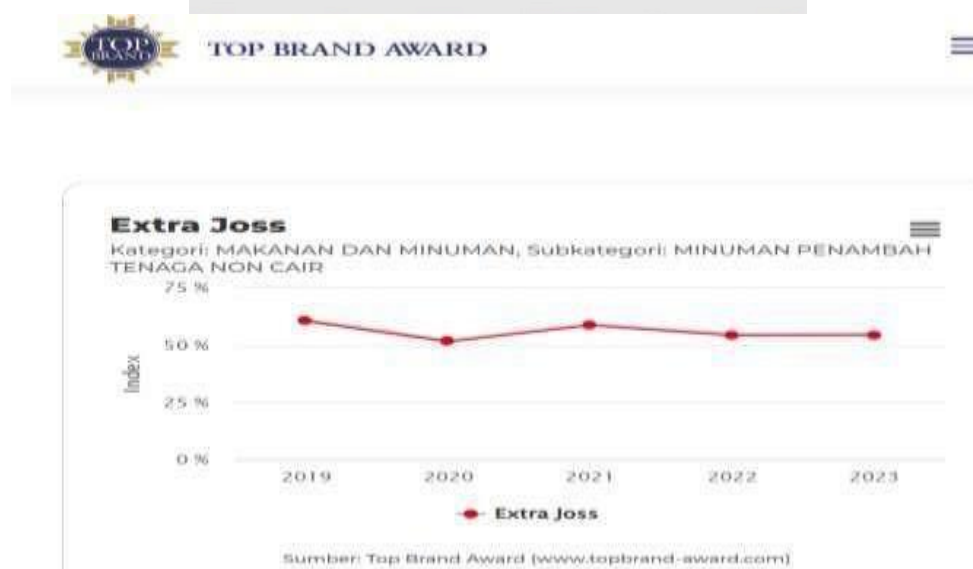 TOP
BRAND
TOP BRAND AWARD
Extra Joss
Kategori: MAKANAN DAN MINUMAN, Subkategori: MINUMAN PENAMBAH
TENAGA NON CAIR
75 %
50 %
25 %
0 %
Index
2019 2020 2021 2022 2023
Extra Joss
Sumber: Top Brand Award (www.topbrand-award.com)